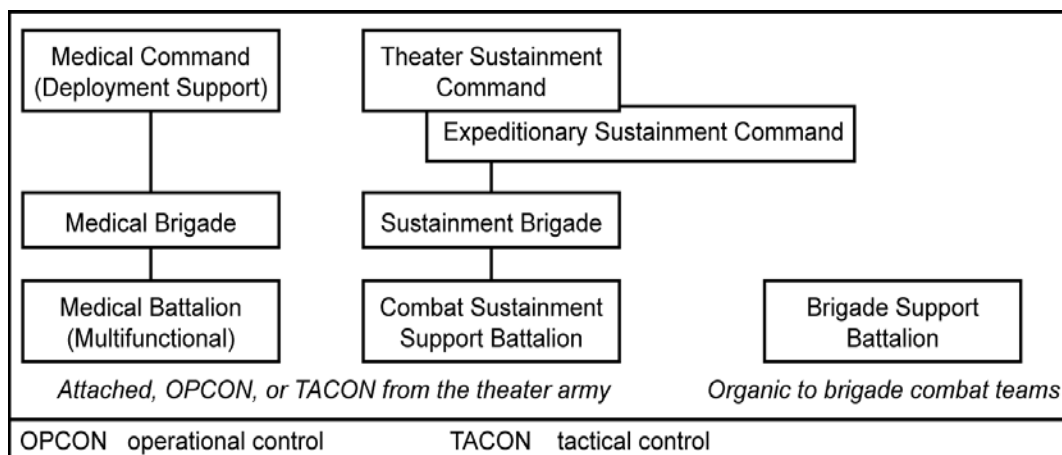 Medical Command
(Deployment Support)
Theater Sustainment
Command
Expeditionary Sustainment Command
Medical Brigade
Sustainment Brigade
Medical Battalion
(Multifunctional)
Combat Sustainment
Support Battalion
Brigade Support
Battalion
Attached, OPCON, or TACON from the theater army
Organic to brigade combat teams
OPCON operational control
TACON tactical control